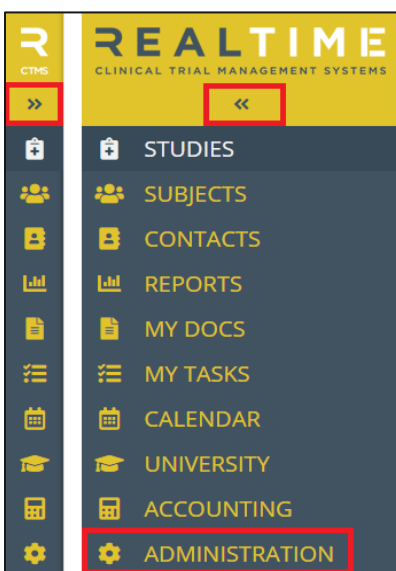 R
CTMS
»
REALTIME
CLINICAL TRIAL MANAGEMENT SYSTEMS
«
STUDIES
SUBJECTS
CONTACTS
REPORTS
MY DOCS
MY TASKS
CALENDAR
UNIVERSITY
ACCOUNTING
ADMINISTRATION